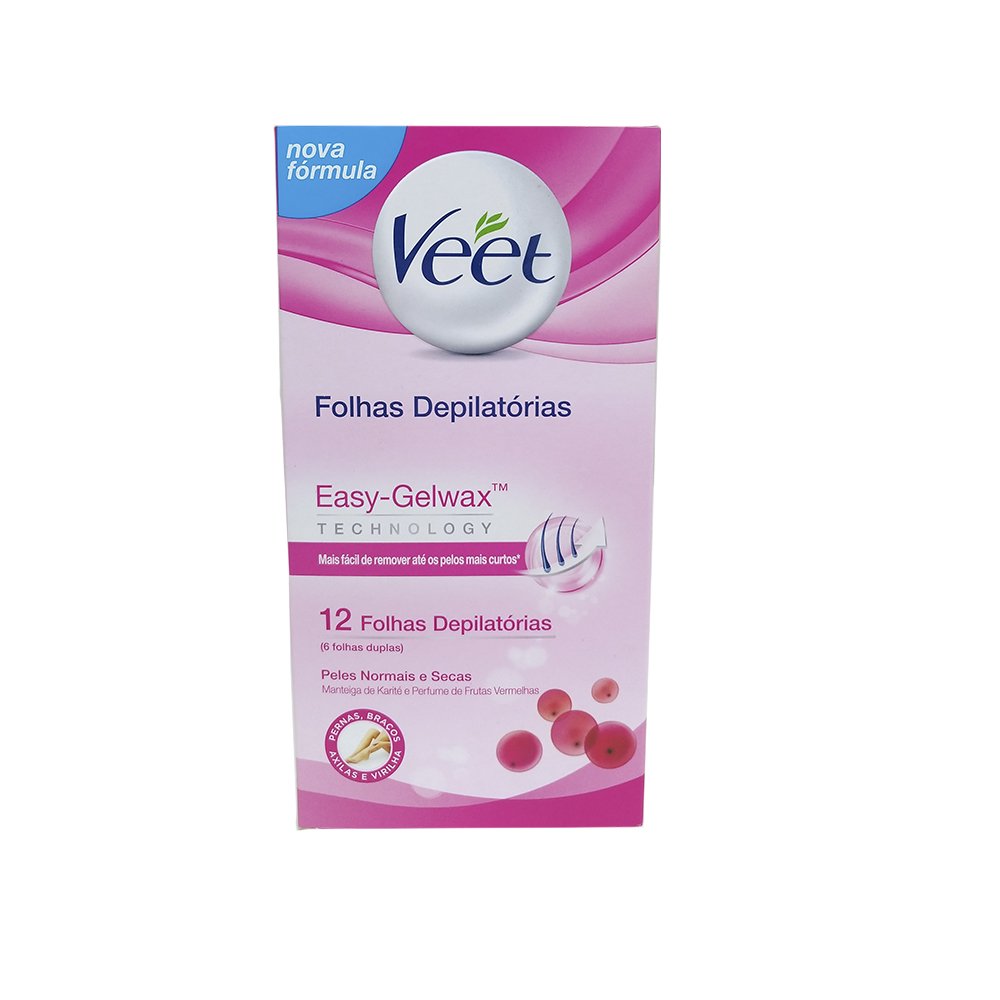 nova
fórmula
Veet
Folhas Depilatórias
Easy-Gelwax™
TECHNOLOGY
Mais fácil de remover até os pelos mais curtos*
12 Folhas Depilatórias
(6 folhas duplas)
Peles Normais e Secas
Manteiga de Karité e Perfume de Frutas Vermelhas
PERNAS, BRAÇOS
AXILAS E VIRILHA